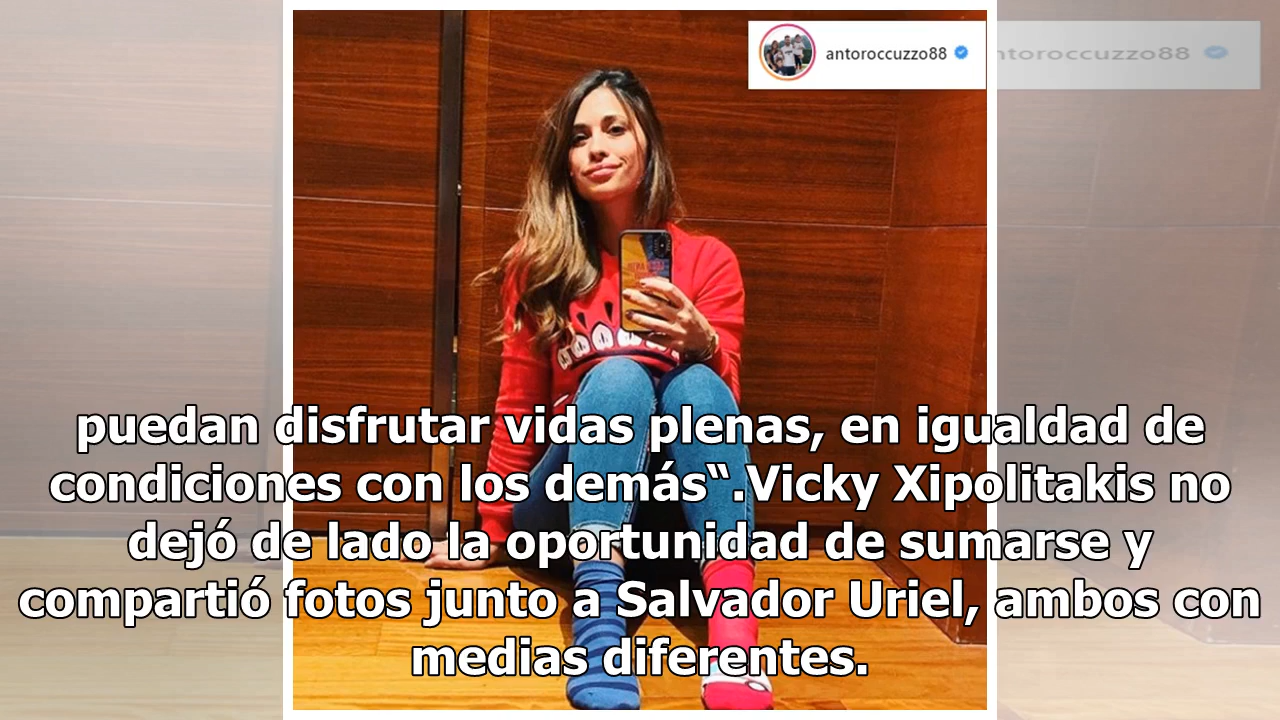 antoroccuzzo88
ntoroccuzzo88
puedan disfrutar vidas plenas, en igualdad de
condiciones con los demás“.Vicky Xipolitakis no
dejó de lado la oportunidad de sumarse y
compartió fotos junto a Salvador Uriel, ambos con
medias diferentes.